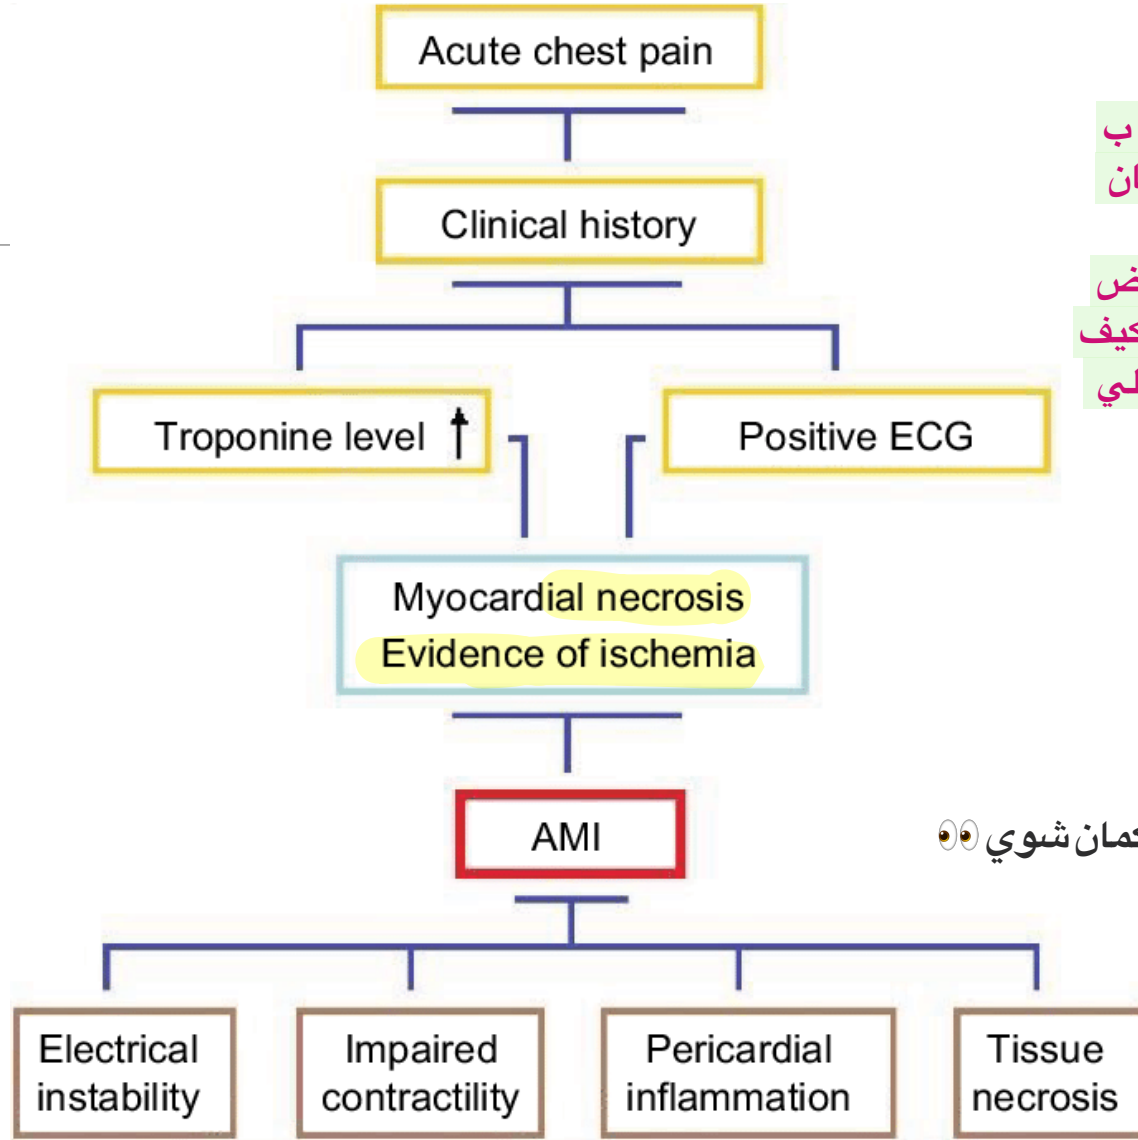 Acute chest pain
Clinical history
Troponine level ↑
Positive ECG
Myocardial necrosis
Evidence of ischemia
AMI
شوي 👀
Electrical
instability
Impaired
contractility
Pericardial
inflammation
Tissue
necrosis